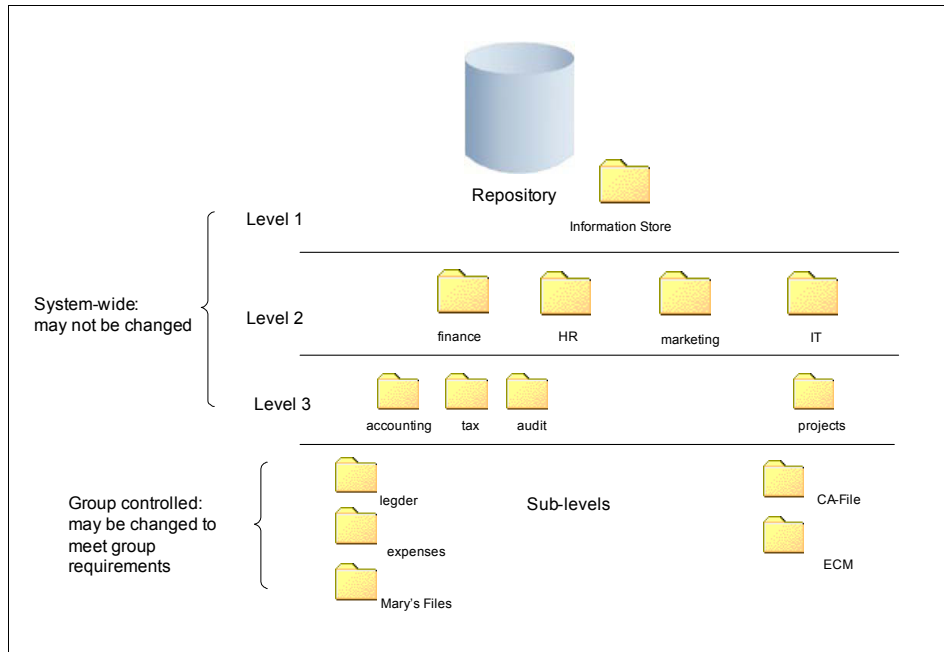 Repository
Information Store
Level 1
System-wide:
may not be changed
Level 2
finance
HR
marketing
IT
Level 3
accounting
tax
audit
projects
Group controlled:
may be changed to
meet group
requirements
Sub-levels
legder
expenses
Mary's Files
CA-File
ECM